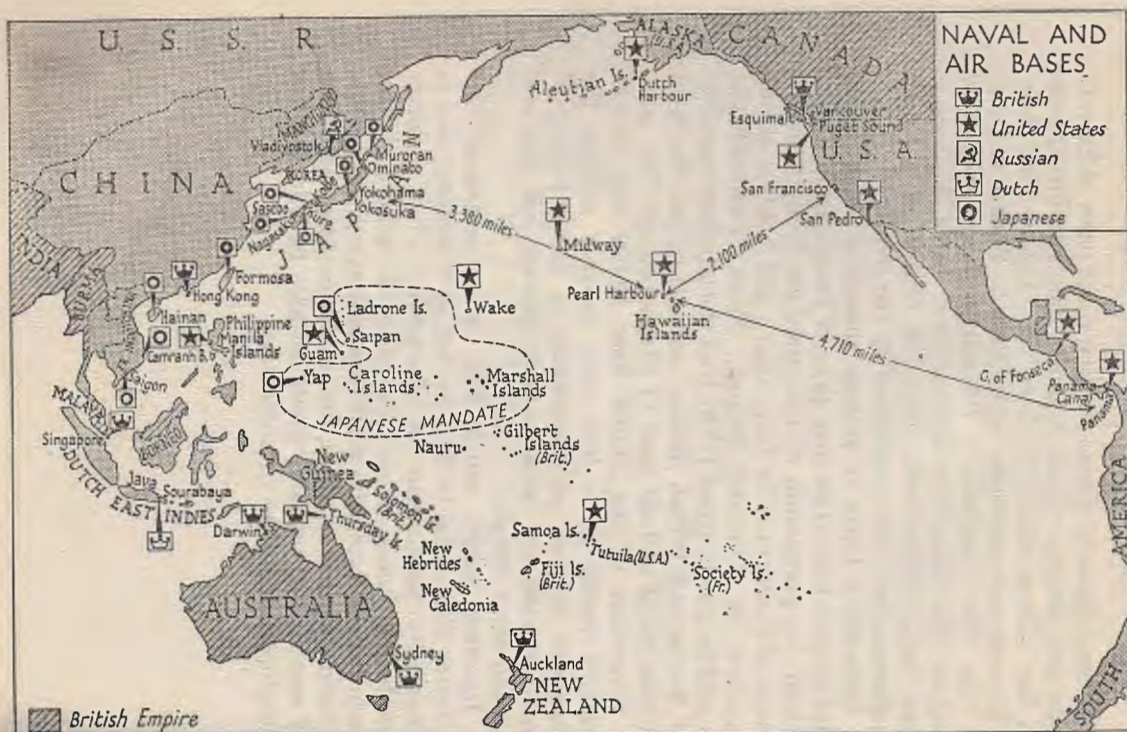 U. S. S. R.
ALASKA
(U.S.A.)
CANADA
NAVAL AND
AIR BASES
British
United States
Russian
Dutch
Japanese
Aleutian Is.
Dutch
Harbour
Esquimalt
Vancouver
Puget Sound
U. S. A.
San Francisco
San Pedro
Vladivostok
Muroran
Ominato
KOREA
CHINA
JAPAN
Yokohama
Yokosuka
Kobe
Kure
Nagasaki
3,380 miles
Midway
2,100 miles
Pearl Harbour
Hawaiian
Islands
4,710 miles
INDIA
BURMA
Formosa
Hong Kong
Hainan
Philippine
Manila
Islands
Camranh B.
Saigon
Ladrone Is.
Saipan
Guam
Wake
Yap
Caroline
Islands
Marshall
Islands
JAPANESE MANDATE
G. of Fonseca
Panama
Canal
Panama
MALAYA
Singapore
BORNEO
Nauru
Gilbert
Islands
(Brit.)
DUTCH EAST INDIES
Java
Sourabaya
New
Guinea
Solomon Is.
(Brit.)
Darwin
Thursday Is.
Samoa Is.
Tutuila (U.S.A.)
New
Hebrides
Fiji Is.
(Brit.)
Society Is.
(Fr.)
New
Caledonia
AUSTRALIA
Sydney
Auckland
NEW
ZEALAND
SOUTH AMERICA
British Empire